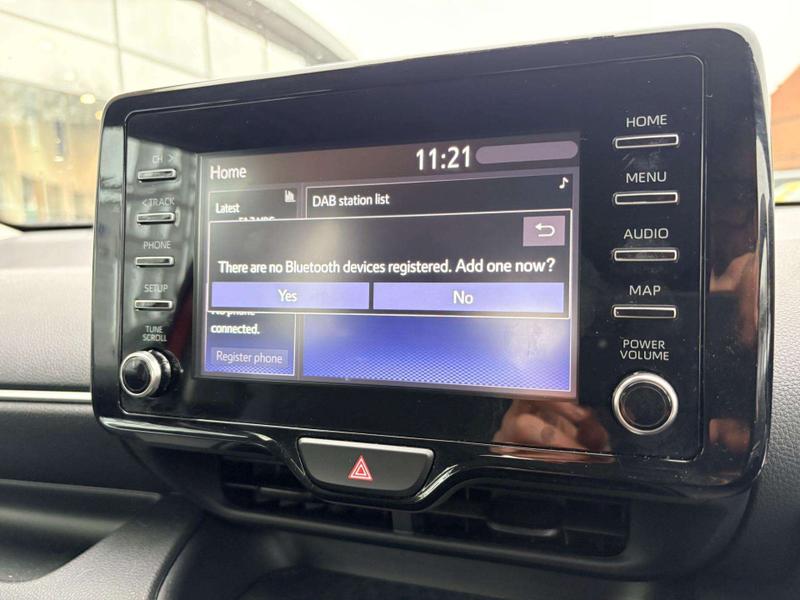 CH >
< TRACK
PHONE
SETUP
TUNE
SCROLL
Home
11:21
Latest
DAB station list
There are no Bluetooth devices registered. Add one now?
Yes
No
connected.
Register phone
HOME
MENU
AUDIO
MAP
POWER
VOLUME